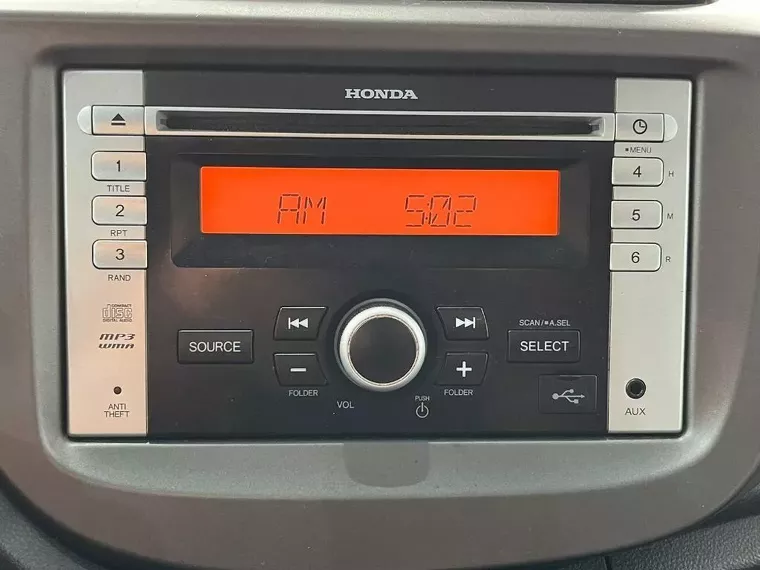 HONDA
1
TITLE
2
RPT
3
RAND
COMPACT
disc
DIGITAL AUDIO
MP3
WMA
ANTI
THEFT
AM 5:02
SOURCE
FOLDER
VOL
PUSH
FOLDER
SCAN/■A.SEL
SELECT
■MENU
4 H
5 M
6 R
AUX